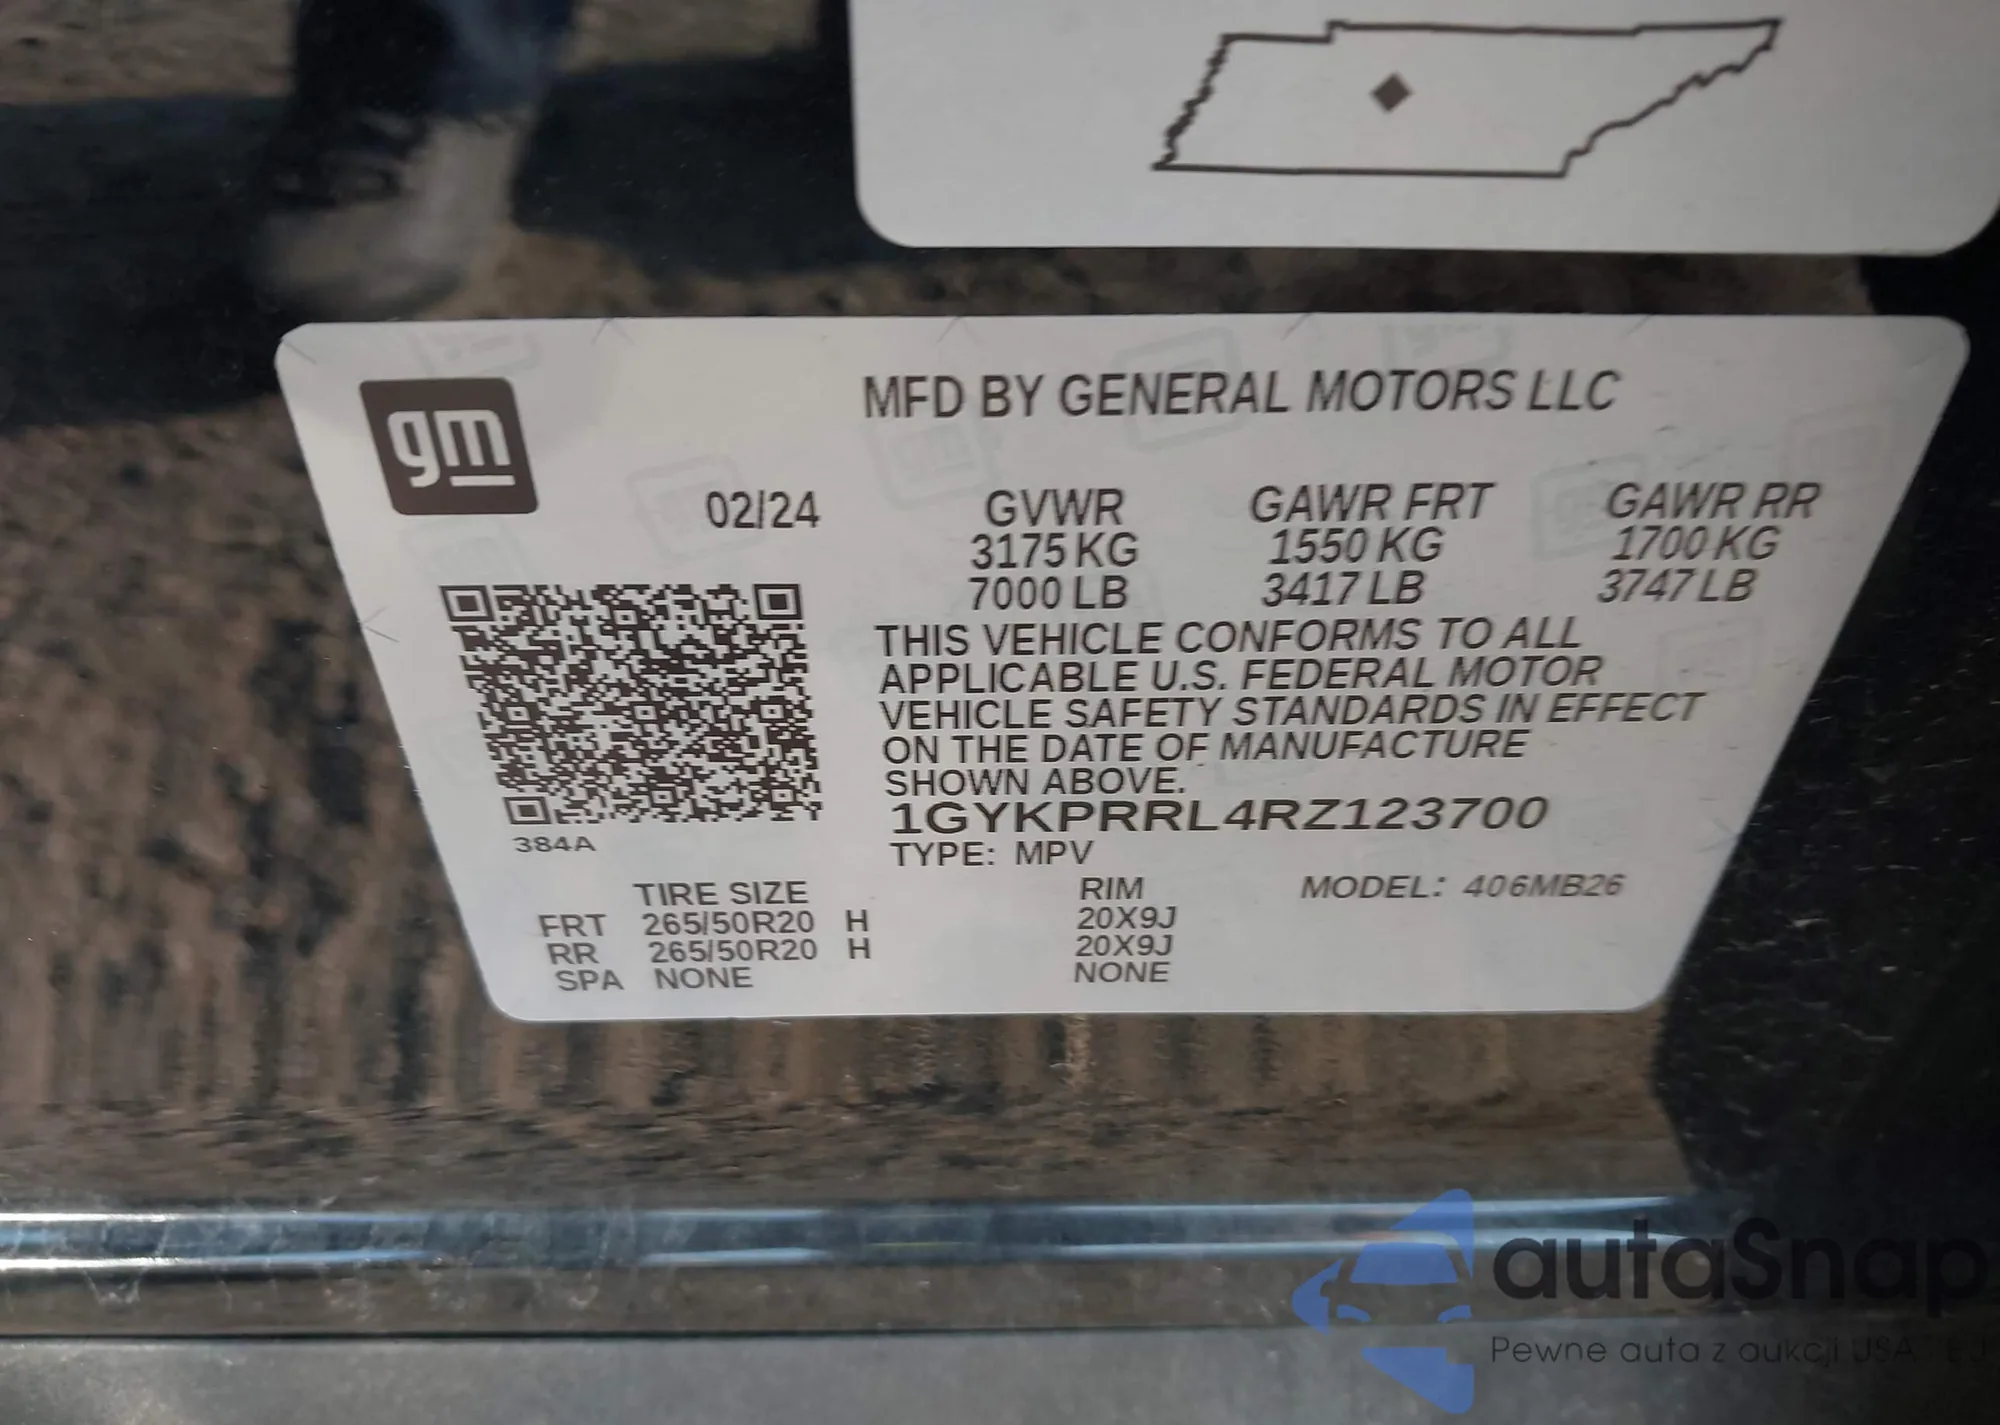 gm
MFD BY GENERAL MOTORS LLC
02/24
GVWR GAWR FRT GAWR RR
3175 KG 1550 KG 1700 KG
7000 LB 3417 LB 3747 LB
THIS VEHICLE CONFORMS TO ALL
APPLICABLE U.S. FEDERAL MOTOR
VEHICLE SAFETY STANDARDS IN EFFECT
ON THE DATE OF MANUFACTURE
SHOWN ABOVE.
1GYKPRRL4RZ123700
384A
TYPE: MPV
TIRE SIZE RIM MODEL: 406MB26
FRT 265/50R20 H 20X9J
RR 265/50R20 H 20X9J
SPA NONE NONE
autaSnap
Pewne auta z aukcji USA i EU